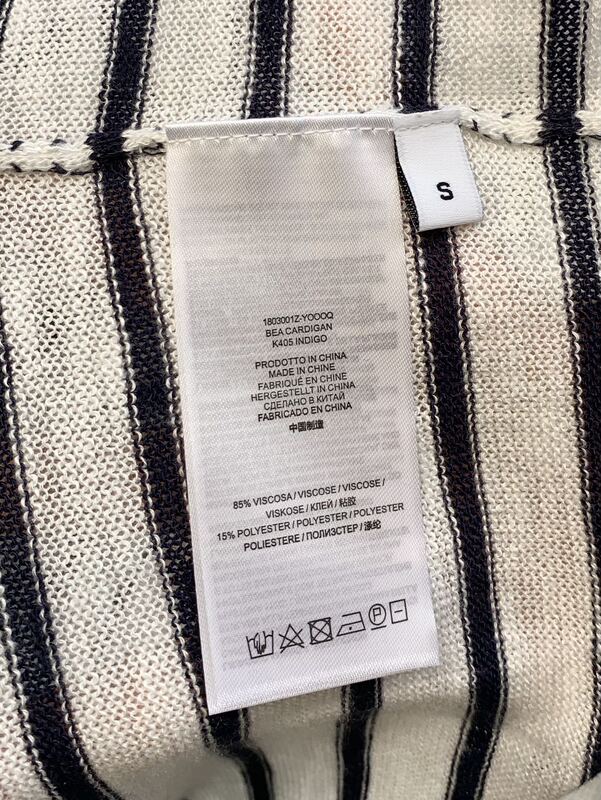 S
1803001Z-YOOOQ
BEA CARDIGAN
K405 INDIGO
PRODOTTO IN CHINA
MADE IN CHINE
FABRIQUÉ EN CHINE
HERGESTELLT IN CHINA
СДЕЛАНО В КИТАЙ
FABRICADO EN CHINA
中国制造
85% VISCOSA / VISCOSE / VISCOSE /
VISKOSE / КЛЕЙ / 粘胶
15% POLYESTER / POLYESTER / POLYESTER
POLIESTERE / ПОЛИЭСТЕР / 涤纶
P